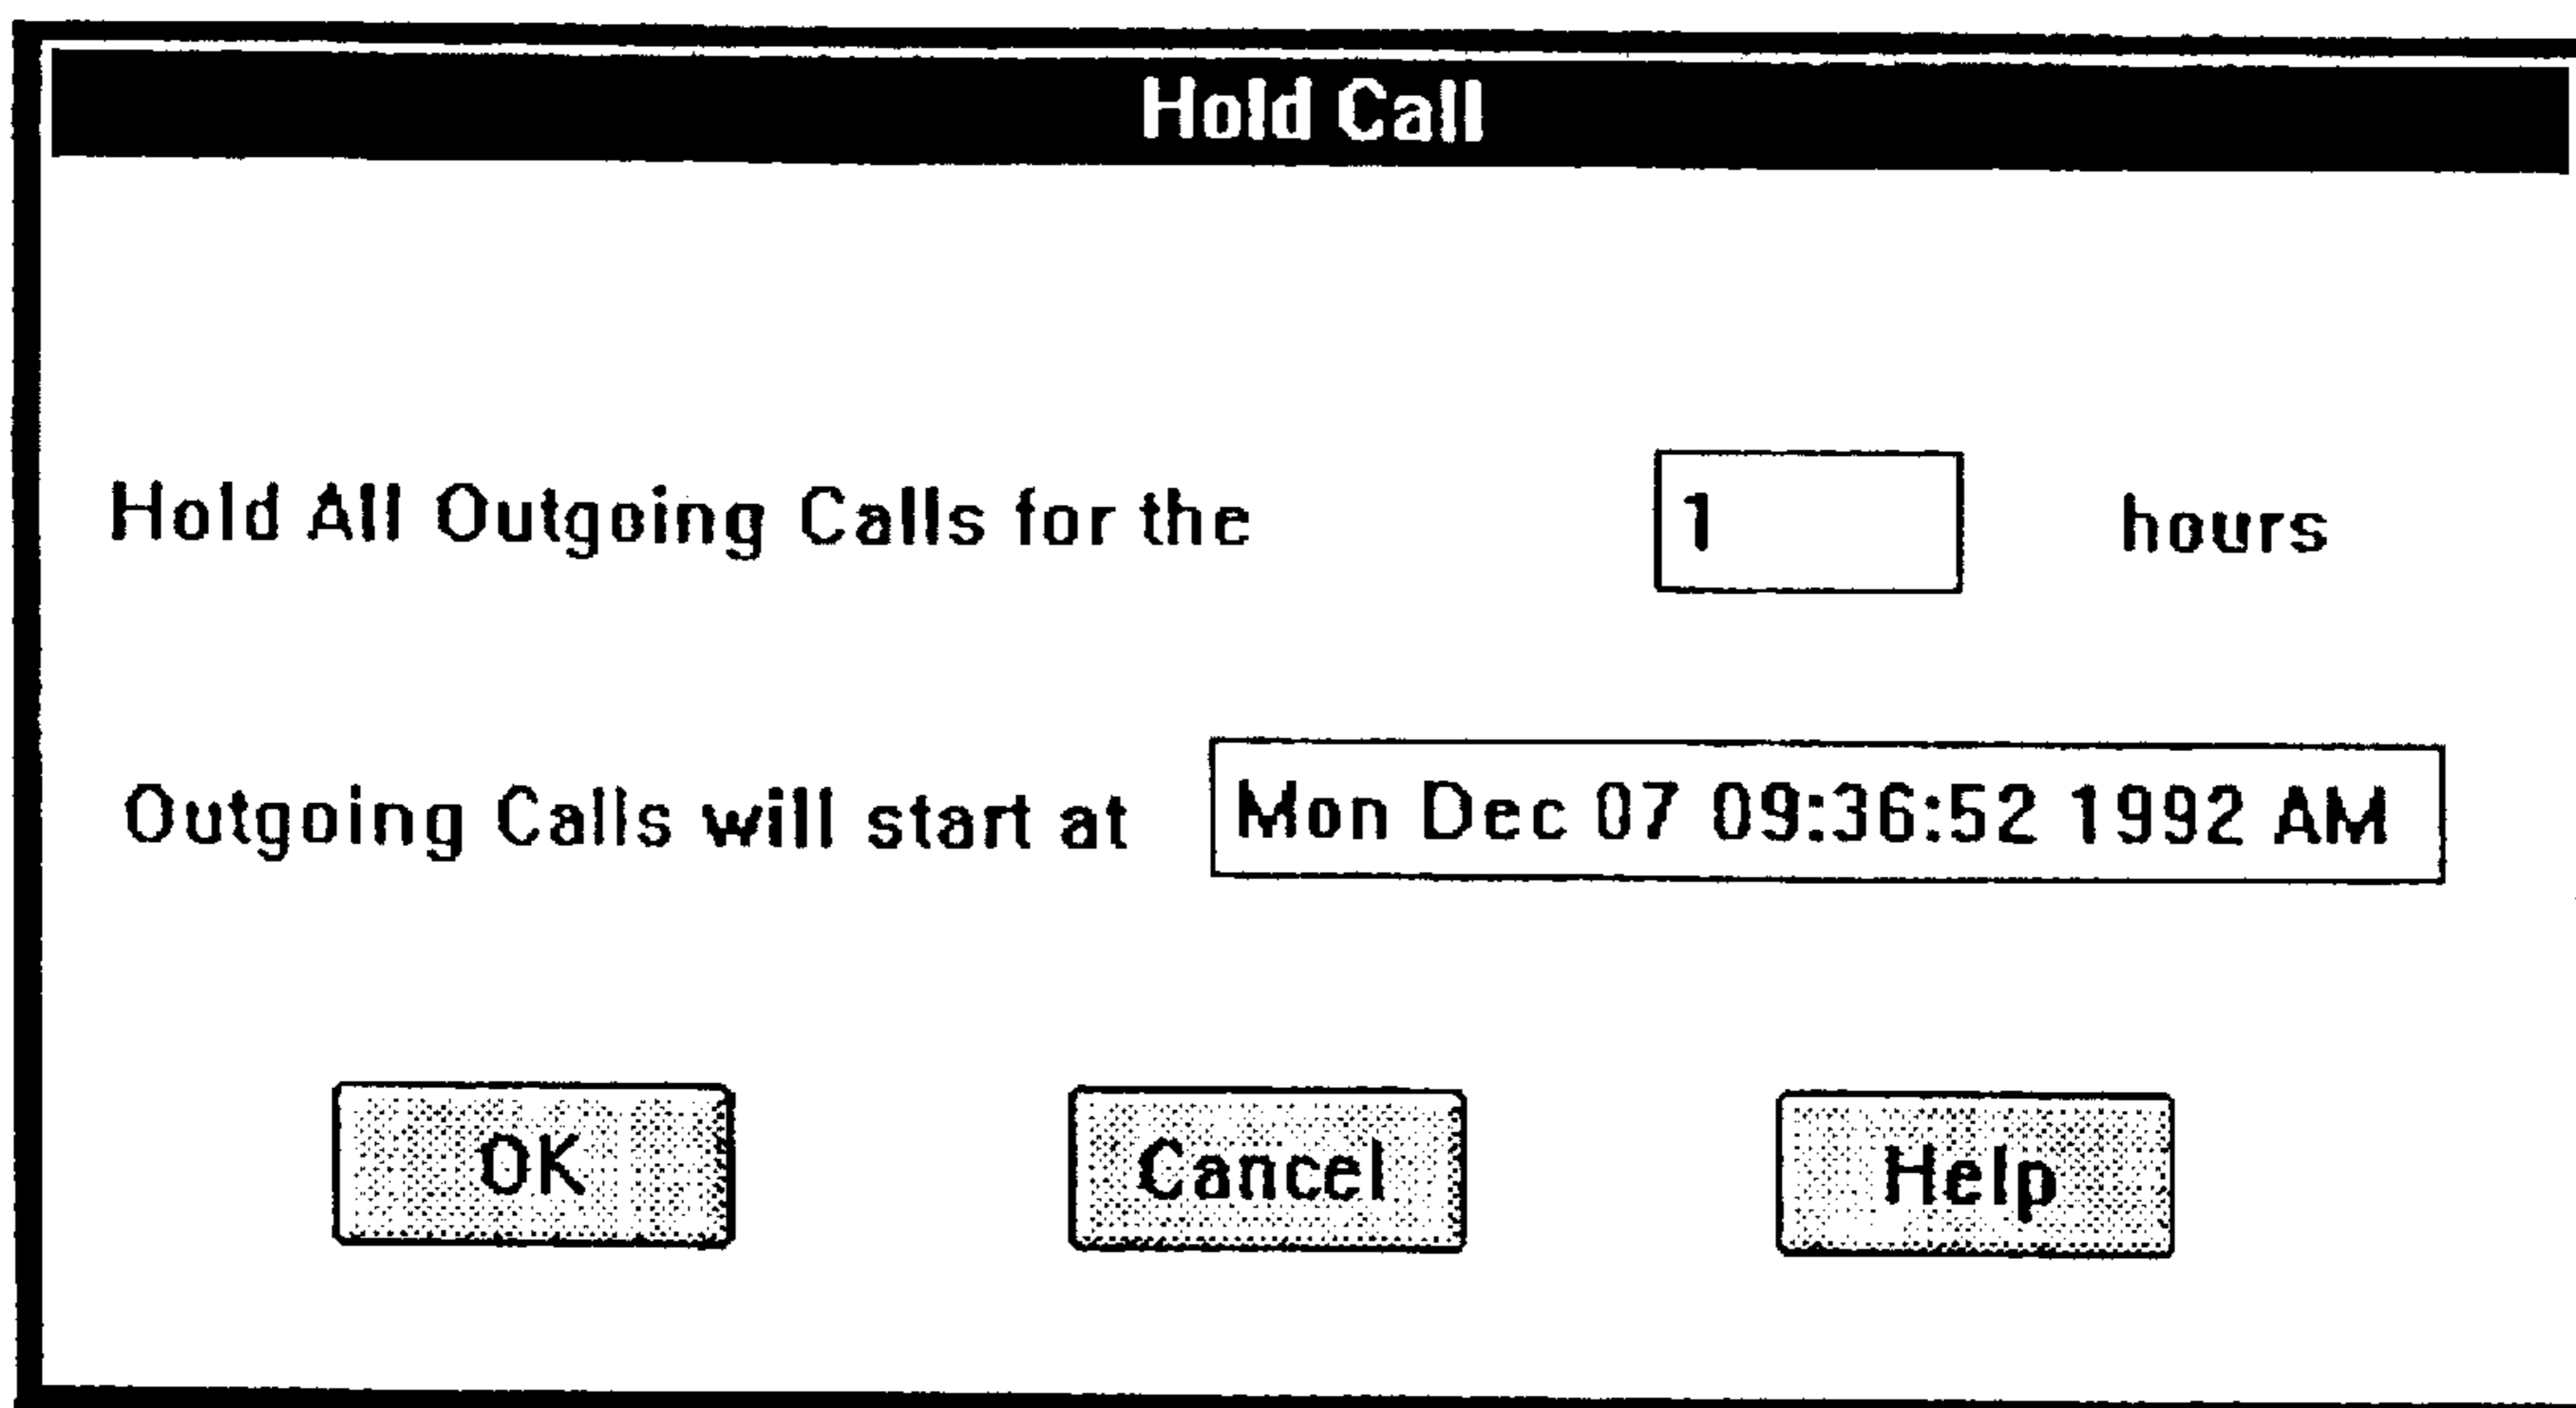 Hold Call
Hold All Outgoing Calls for the 1 hours
Outgoing Calls will start at Mon Dec 07 09:36:52 1992 AM
OK Cancel Help